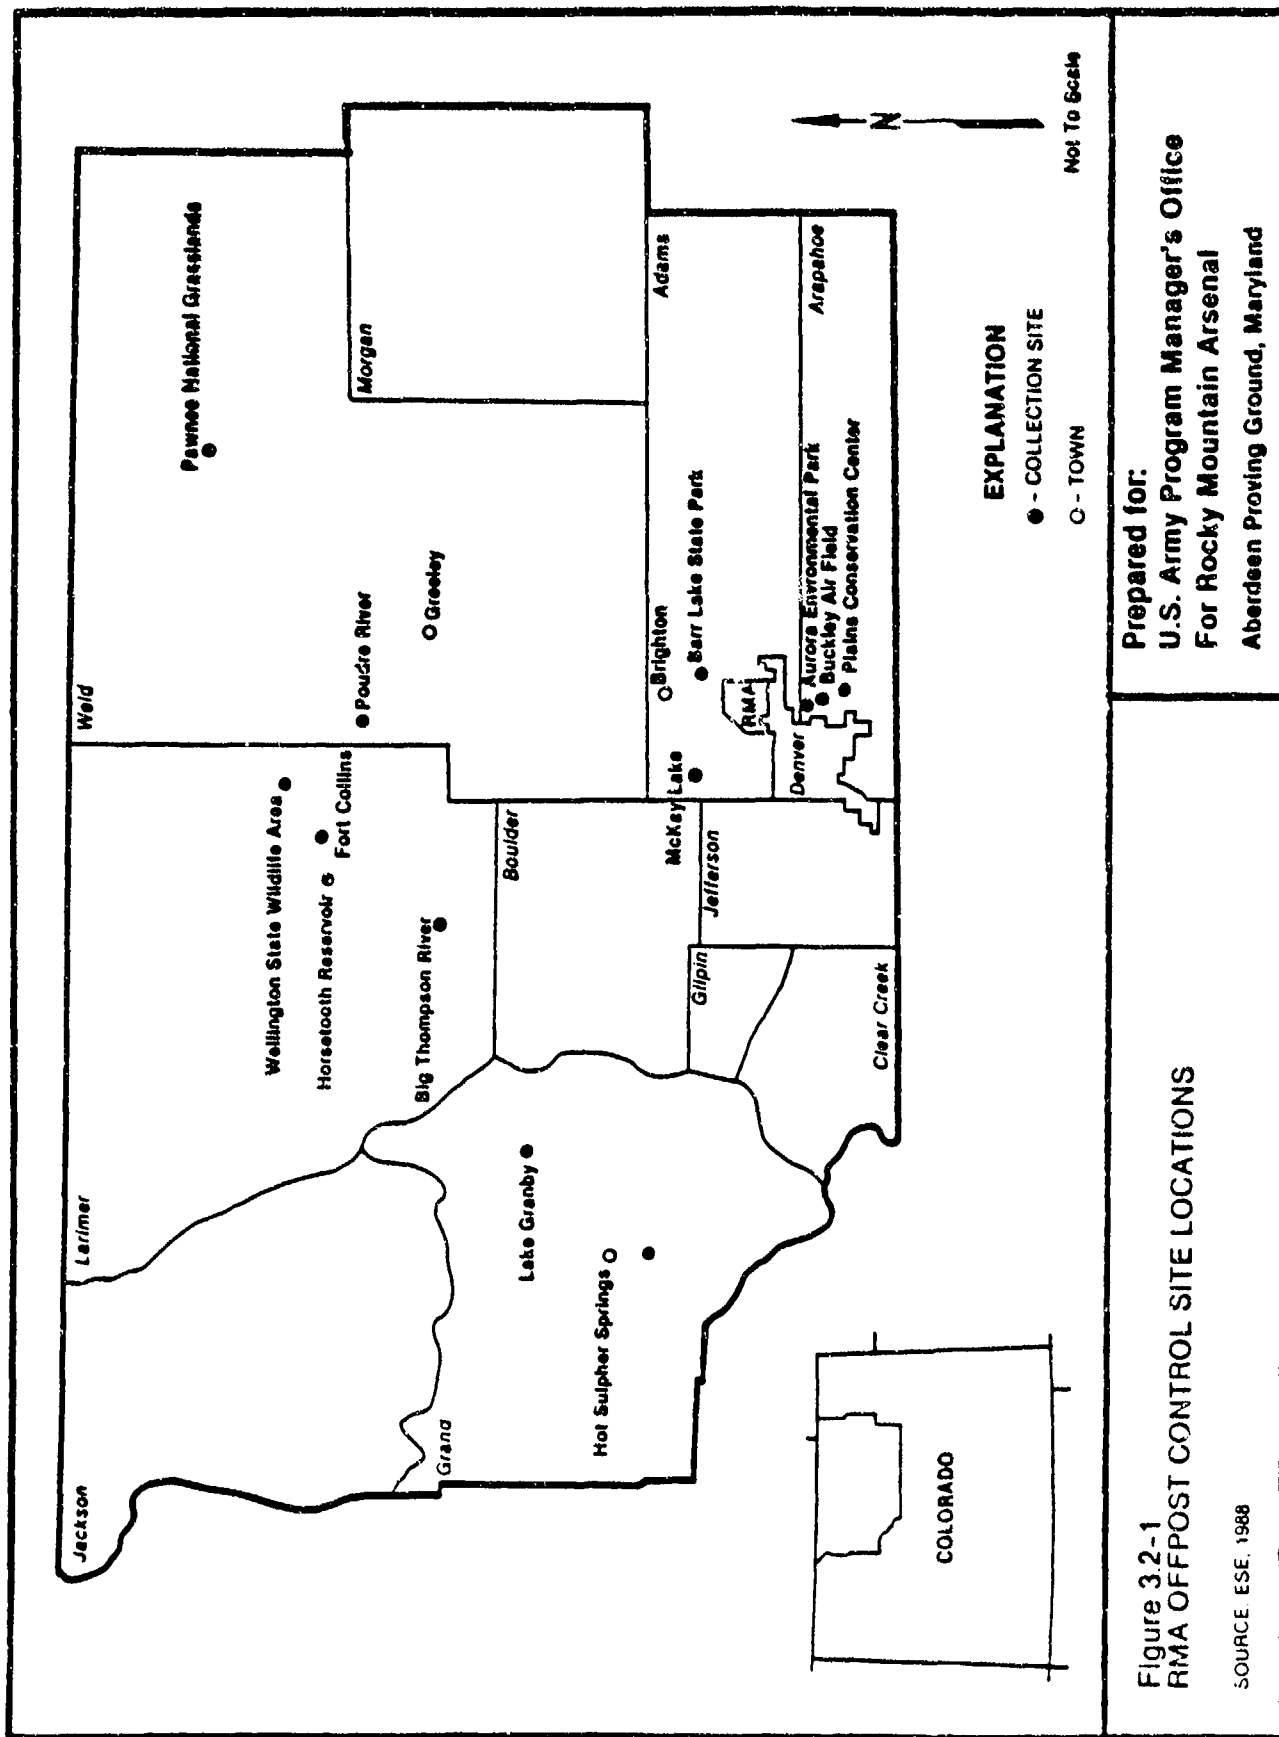 Jackson
Larimer
Weld
Pawnee National Grasslands
Wellington State Wildlife Area
Horsetooth Reservoir
Fort Collins
Poudre River
Morgan
Big Thompson River
Greeley
Grand
Lake Granby
Boulder
Hot Sulpher Springs
Brighton
Adams
McKay Lake
Barr Lake State Park
Gilpin
Jefferson
RMA
Denver
Aurora Environmental Park
Buckley Air Field
Plains Conservation Center
Arapahoe
Clear Creek
N
Not To Scale
COLORADO
EXPLANATION
- COLLECTION SITE
- TOWN
Figure 3.2-1
RMA OFFPOST CONTROL SITE LOCATIONS
SOURCE: ESE, 1988
Prepared for:
U.S. Army Program Manager's Office
For Rocky Mountain Arsenal
Aberdeen Proving Ground, Maryland